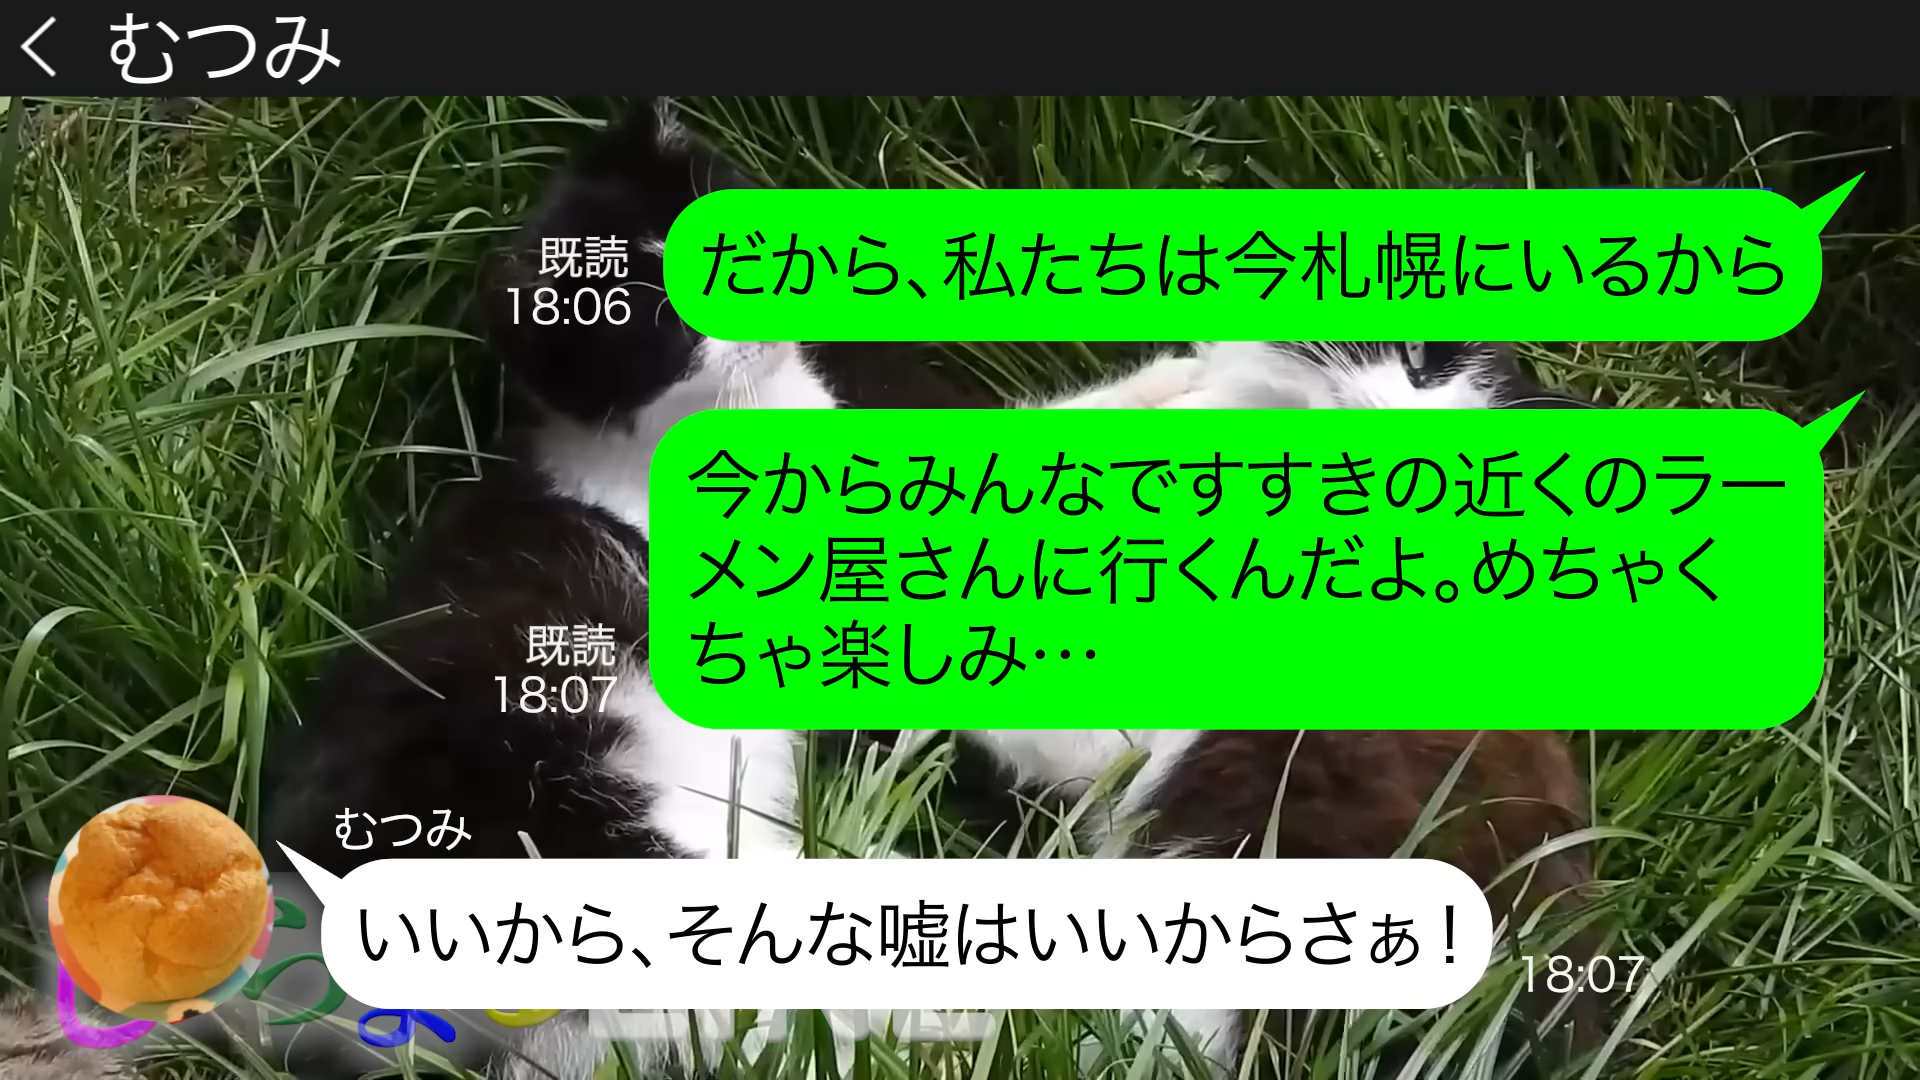 むつみ
だから、私たちは今札幌にいるから
既読
18:06
今からみんなですすきの近くのラー
メン屋さんに行くんだよ。めちゃく
ちゃ楽しみ…
既読
18:07
むつみ
いいから、そんな嘘はいいからさぁ！
18:07